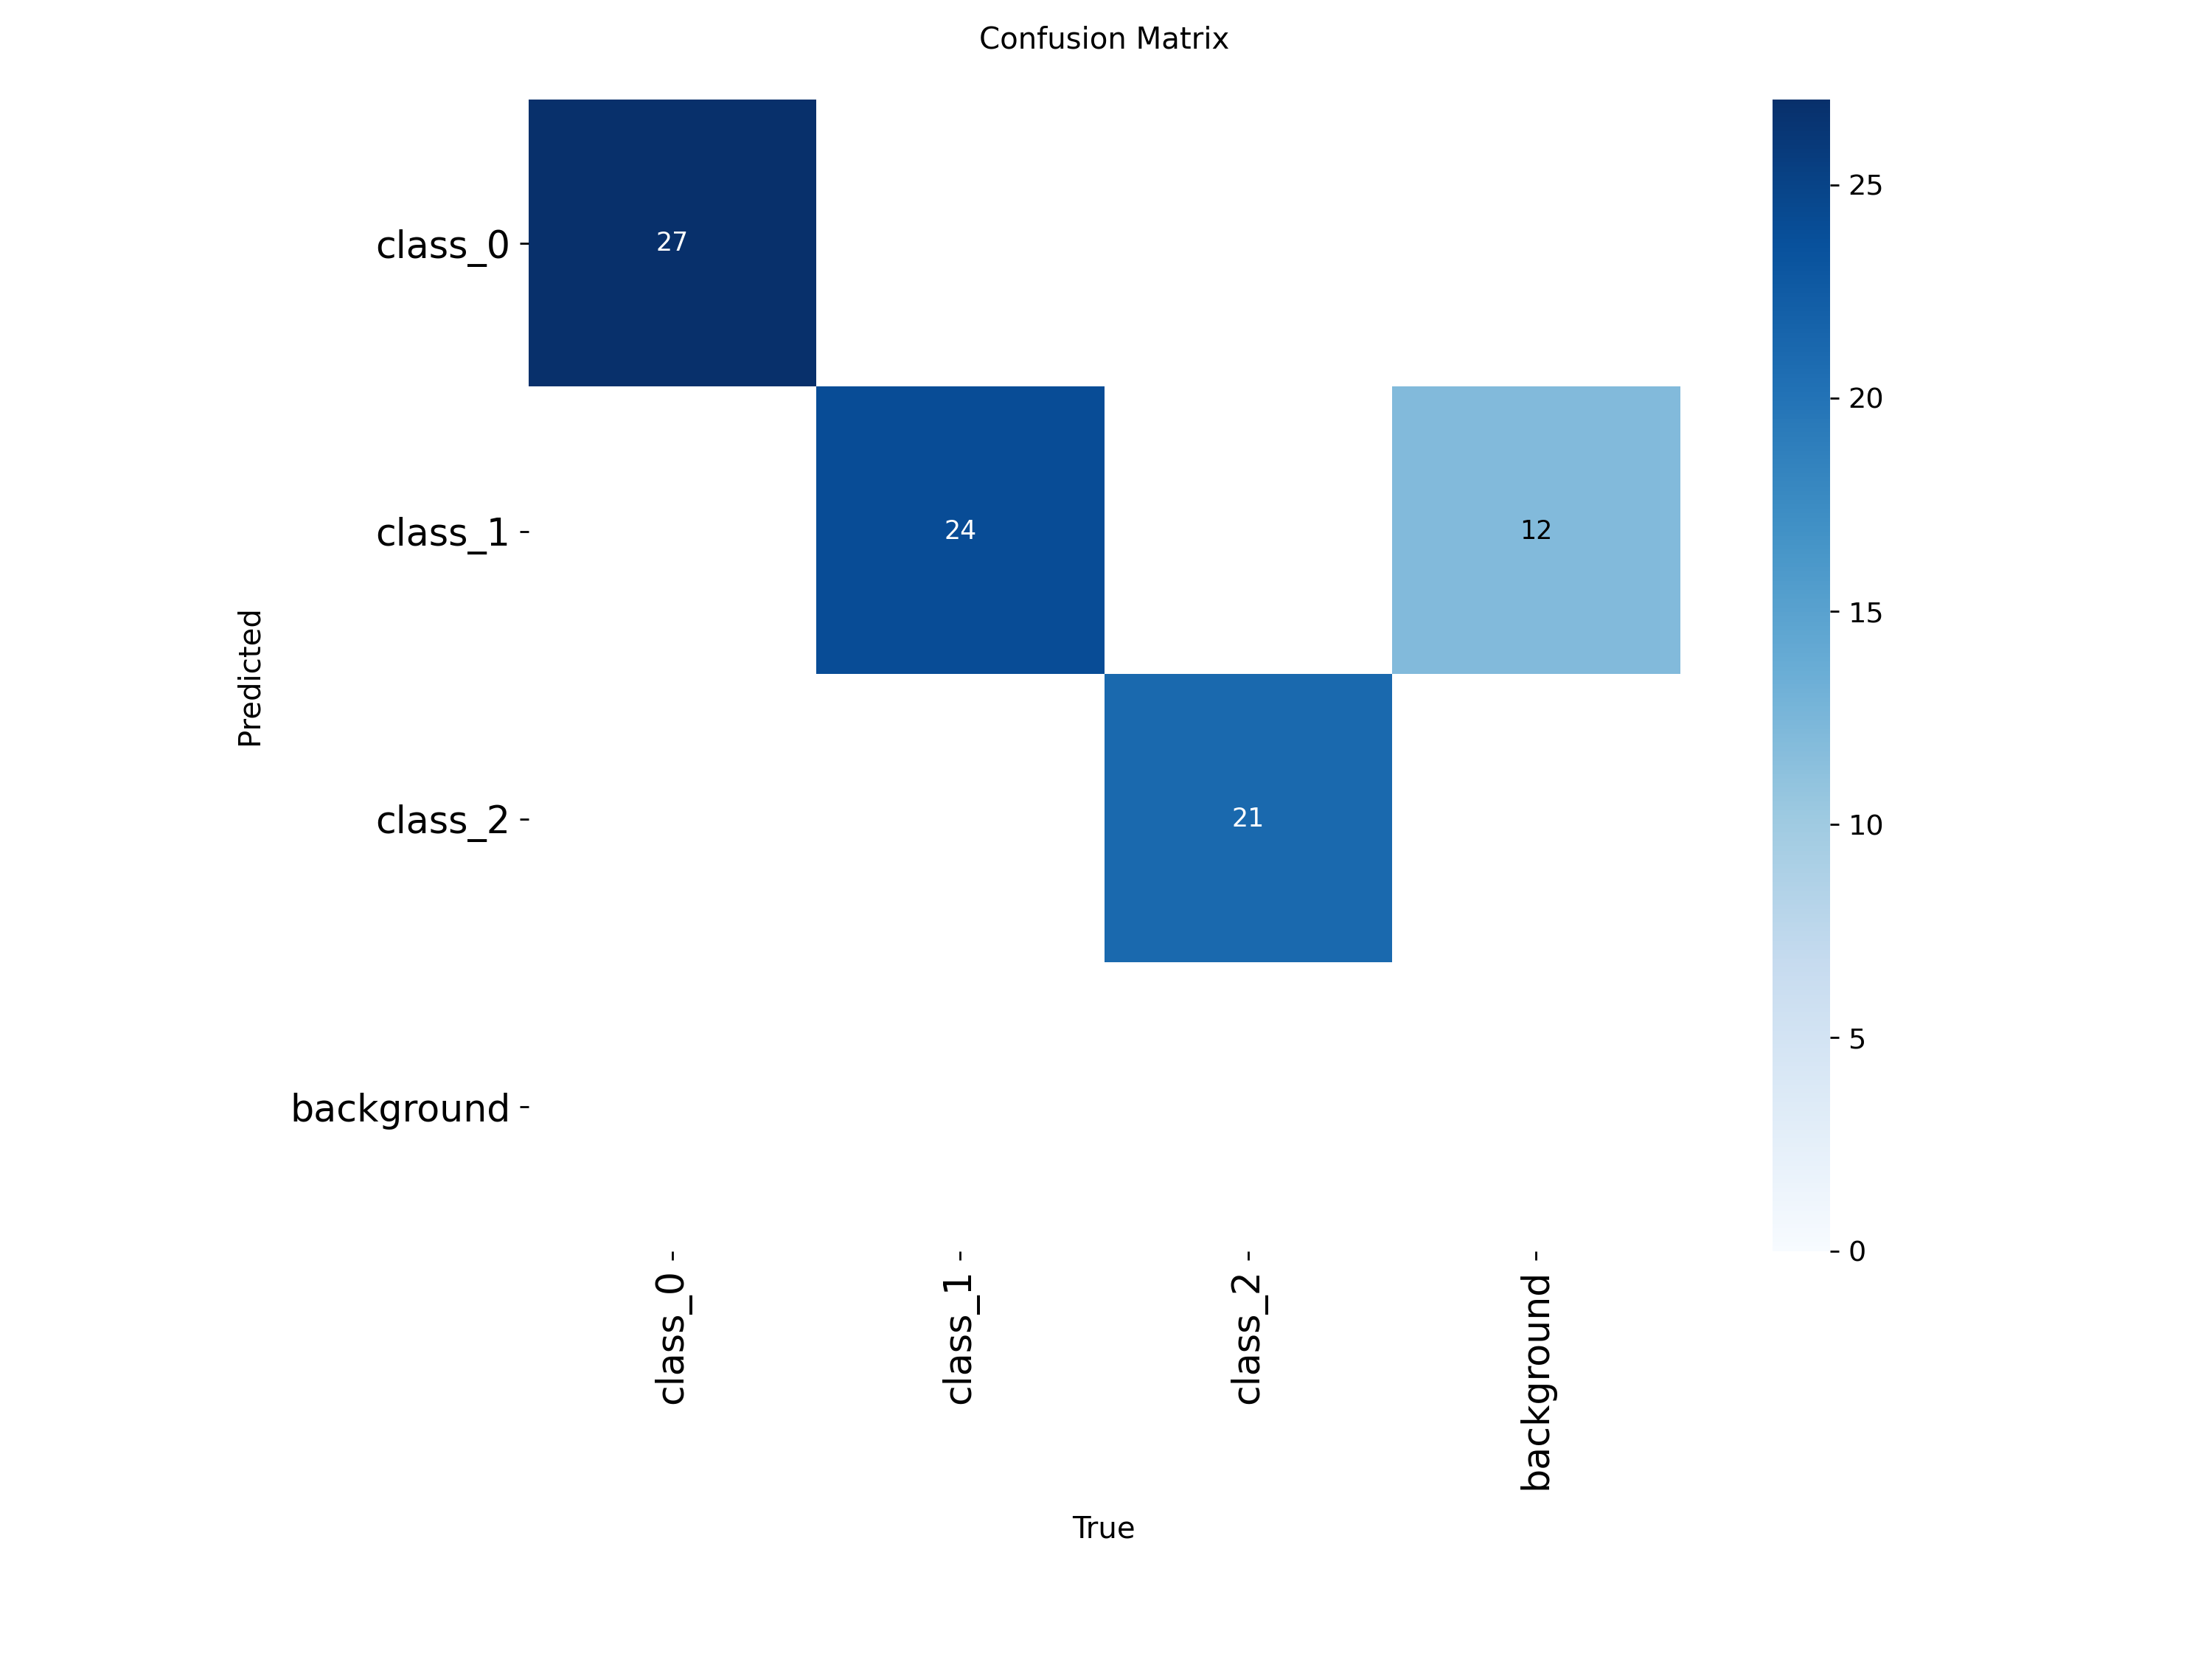 Confusion Matrix
class_0
27
25
20
class_1
24
12
15
Predicted
class_2
21
10
background
5
0
class_0
class_1
class_2
background
True